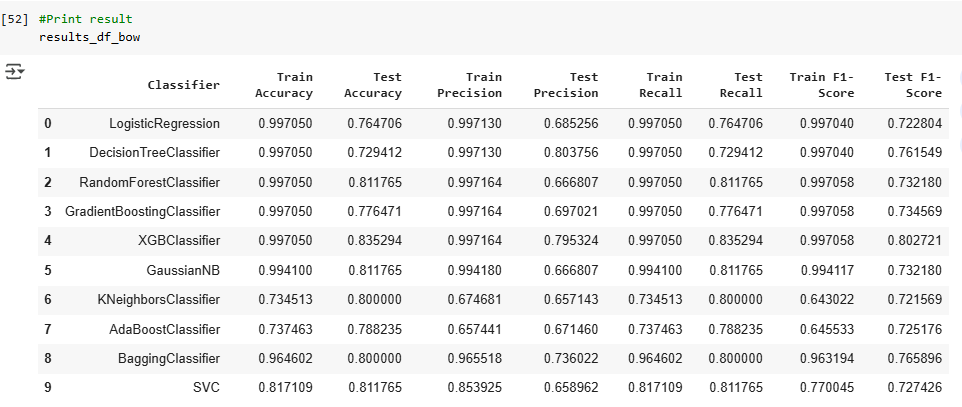 [52] #Print result
results_df_bow
Classifier Train Accuracy Test Accuracy Train Precision Test Precision Train Recall Test Recall Train F1-Score Test F1-Score
0 LogisticRegression 0.997050 0.764706 0.997130 0.685256 0.997050 0.764706 0.997040 0.722804
1 DecisionTreeClassifier 0.997050 0.729412 0.997130 0.803756 0.997050 0.729412 0.997040 0.761549
2 RandomForestClassifier 0.997050 0.811765 0.997164 0.666807 0.997050 0.811765 0.997058 0.732180
3 GradientBoostingClassifier 0.997050 0.776471 0.997164 0.697021 0.997050 0.776471 0.997058 0.734569
4 XGBClassifier 0.997050 0.835294 0.997164 0.795324 0.997050 0.835294 0.997058 0.802721
5 GaussianNB 0.994100 0.811765 0.994180 0.666807 0.994100 0.811765 0.994117 0.732180
6 KNeighborsClassifier 0.734513 0.800000 0.674681 0.657143 0.734513 0.800000 0.643022 0.721569
7 AdaBoostClassifier 0.737463 0.788235 0.657441 0.671460 0.737463 0.788235 0.645533 0.725176
8 BaggingClassifier 0.964602 0.800000 0.965518 0.736022 0.964602 0.800000 0.963194 0.765896
9 SVC 0.817109 0.811765 0.853925 0.658962 0.817109 0.811765 0.770045 0.727426